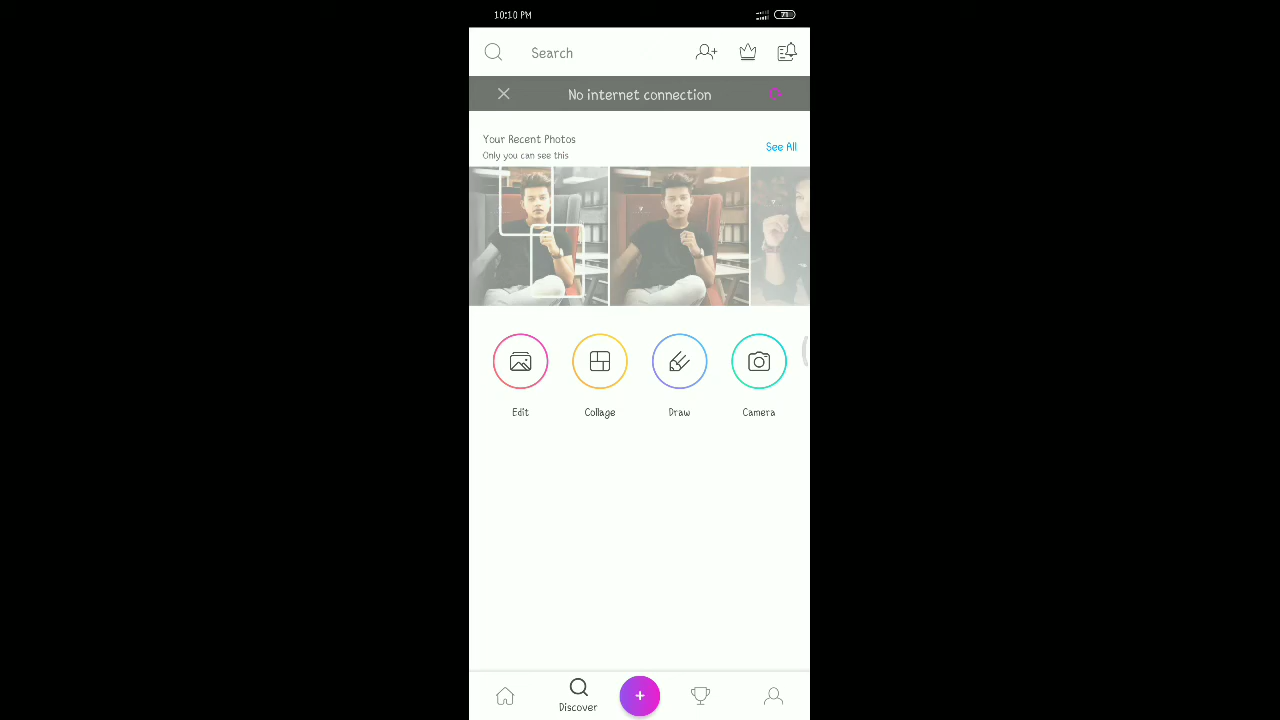 10:10 PM
71
Search
No internet connection
Your Recent Photos
See All
Only you can see this
Edit
Collage
Draw
Camera
Discover